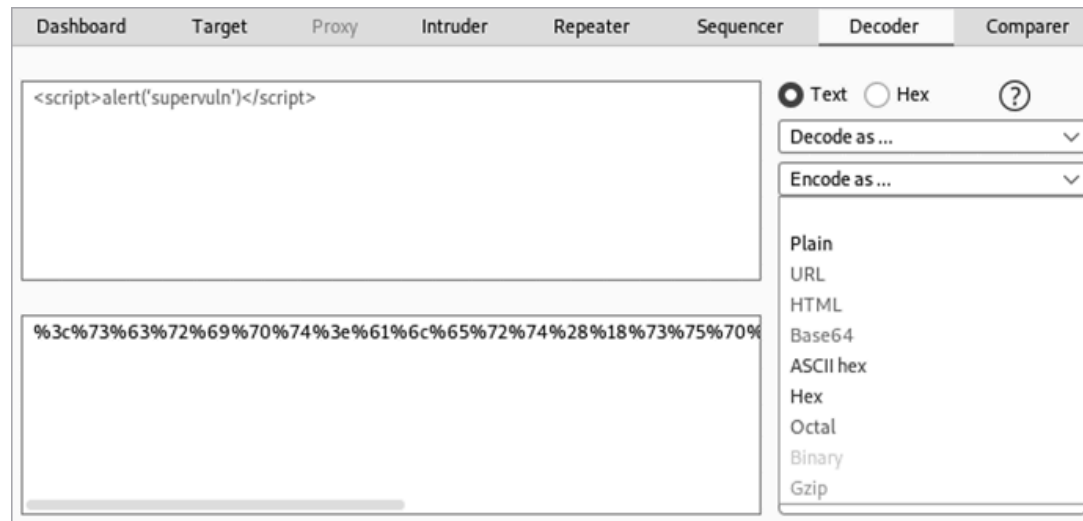 Dashboard Target Proxy Intruder Repeater Sequencer Decoder Comparer
<script>alert('supervuln')</script>
Text Hex ?
Decode as ...
Encode as ...
Plain
URL
HTML
Base64
ASCII hex
Hex
Octal
Binary
Gzip
%3c%73%63%72%69%70%74%3e%61%6c%65%72%74%28%18%73%75%70%